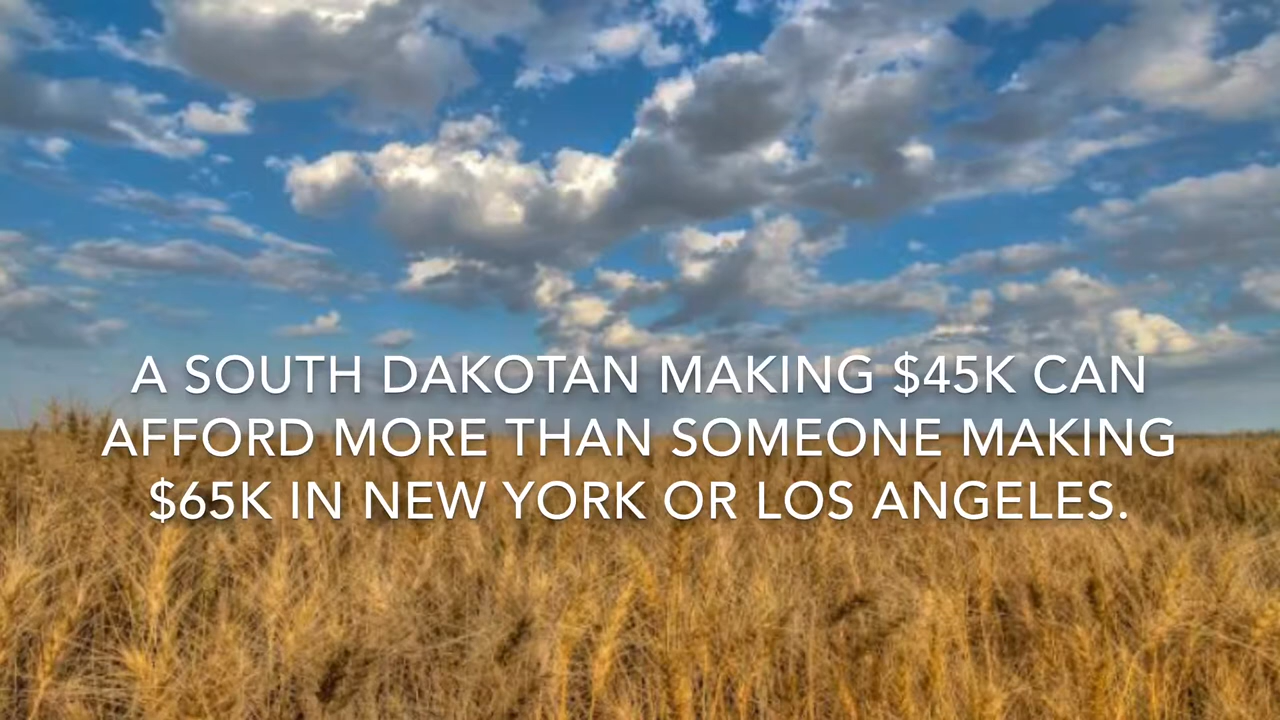 A SOUTH DAKOTAN MAKING $45K CAN
AFFORD MORE THAN SOMEONE MAKING
$65K IN NEW YORK OR LOS ANGELES.